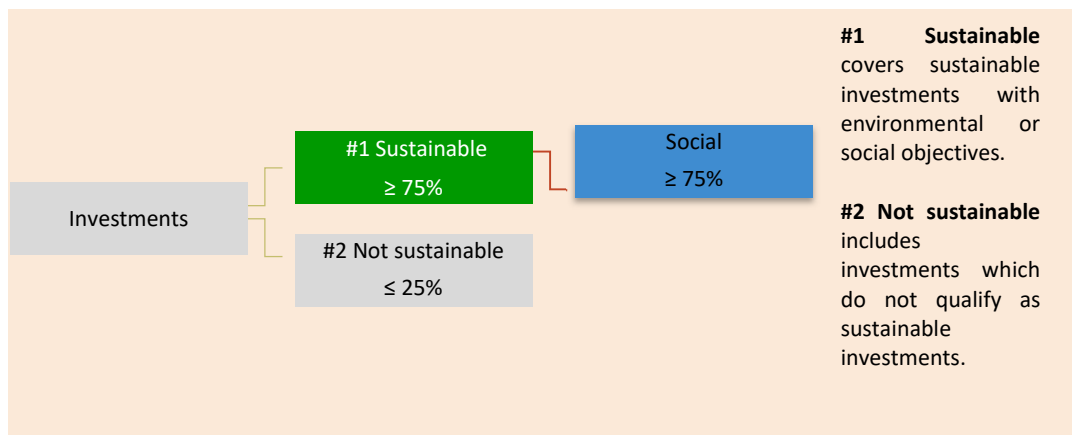 Investments
#1 Sustainable
≥ 75%
Social
≥ 75%
#2 Not sustainable
≤ 25%
#1 Sustainable
covers sustainable
investments with
environmental or
social objectives.
#2 Not sustainable
includes
investments which
do not qualify as
sustainable
investments.